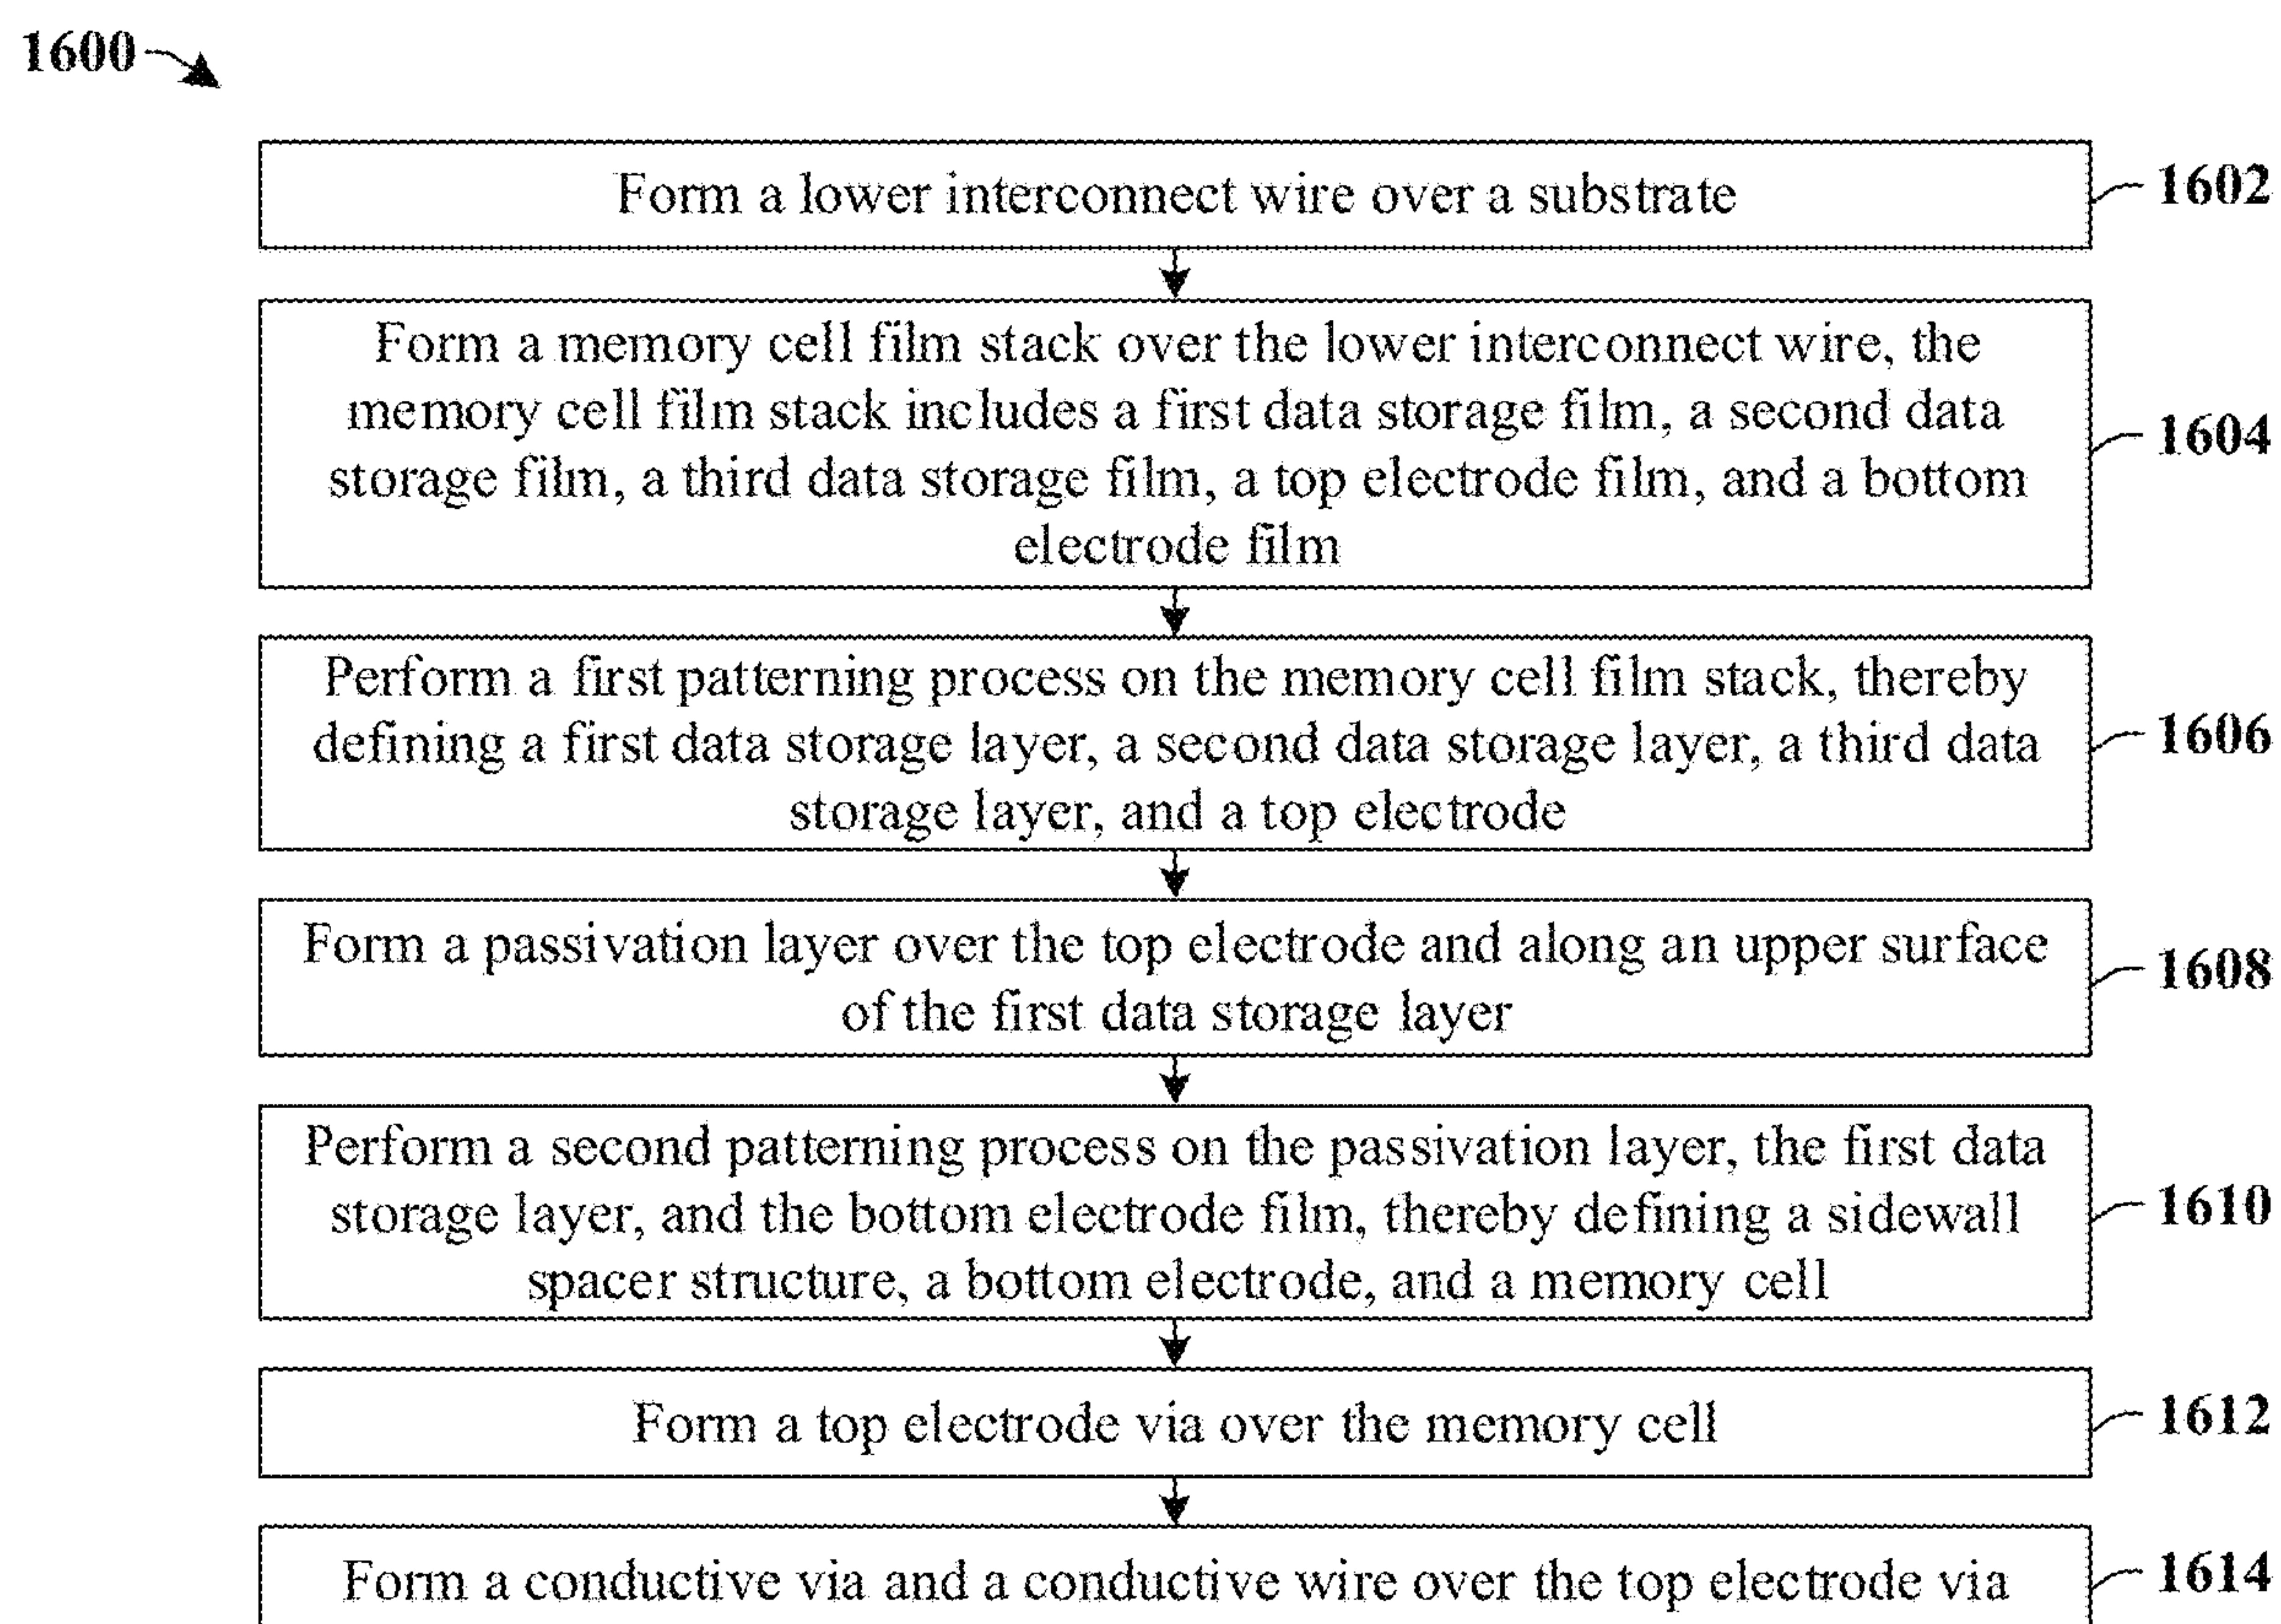 1600
Form a lower interconnect wire over a substrate
1602
Form a memory cell film stack over the lower interconnect wire, the
memory cell film stack includes a first data storage film, a second data
storage film, a third data storage film, a top electrode film, and a bottom
electrode film
1604
Perform a first patterning process on the memory cell film stack, thereby
defining a first data storage layer, a second data storage layer, a third data
storage layer, and a top electrode
1606
Form a passivation layer over the top electrode and along an upper surface
of the first data storage layer
1608
Perform a second patterning process on the passivation layer, the first data
storage layer, and the bottom electrode film, thereby defining a sidewall
spacer structure, a bottom electrode, and a memory cell
1610
Form a top electrode via over the memory cell
1612
Form a conductive via and a conductive wire over the top electrode via
1614